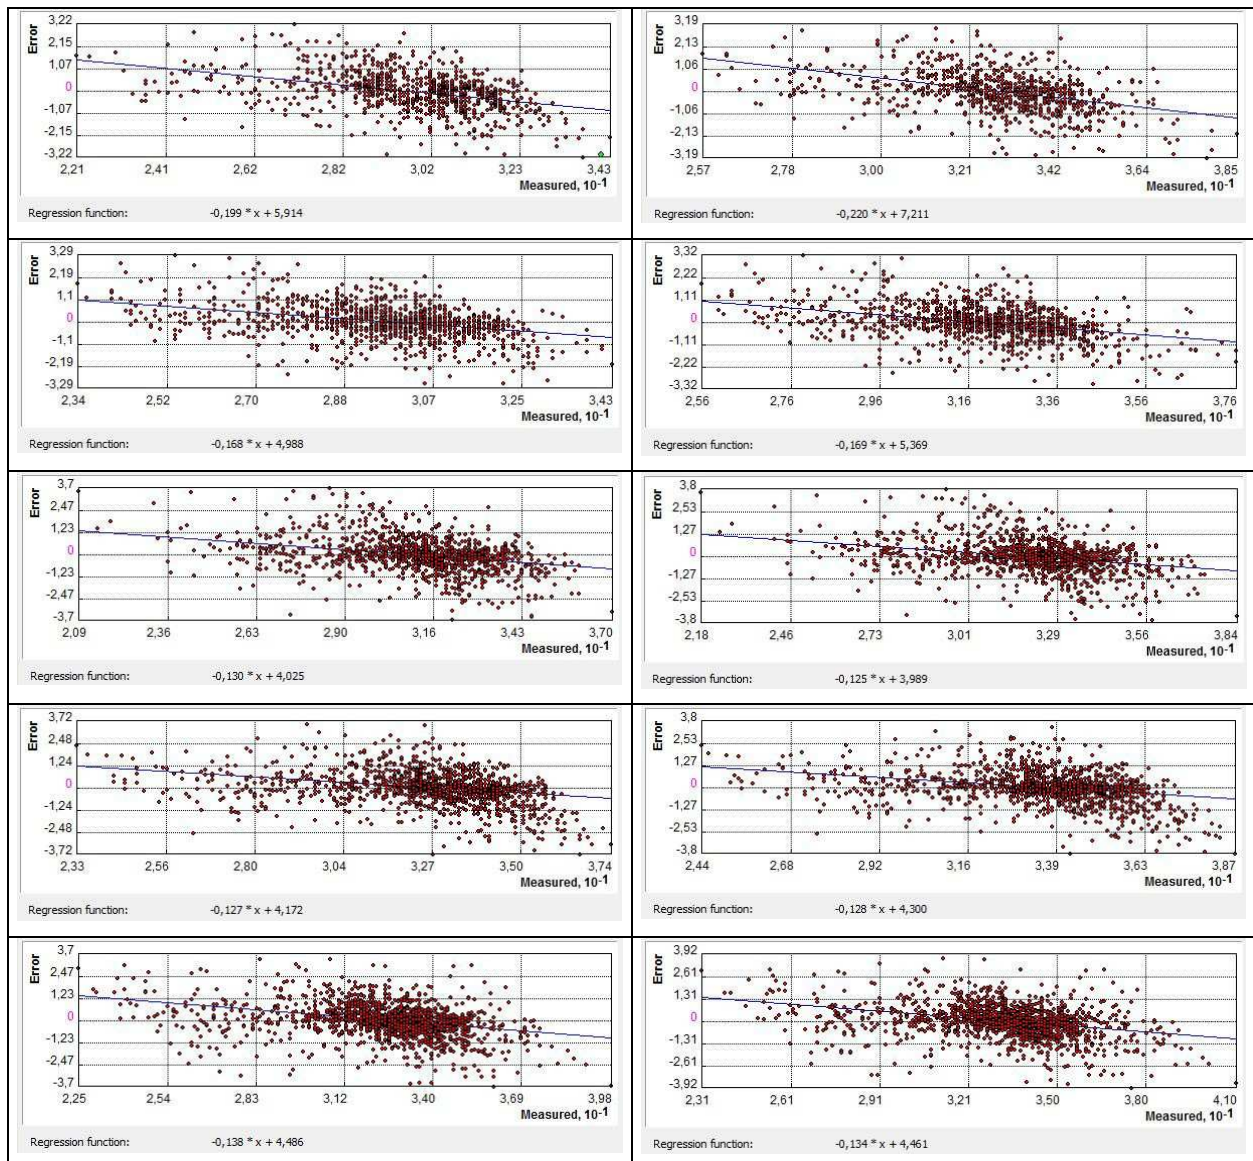 Error
3,22
2,15
1,07
0
-1,07
-2,15
-3,22
2,21 2,41 2,62 2,82 3,02 3,23 3,43
Measured, 10-1
Regression function: -0,199 * x + 5,914
Error
3,19
2,13
1,06
0
-1,06
-2,13
-3,19
2,57 2,78 3,00 3,21 3,42 3,64 3,85
Measured, 10-1
Regression function: -0,220 * x + 7,211
Error
3,29
2,19
1,1
0
-1,1
-2,19
-3,29
2,34 2,52 2,70 2,88 3,07 3,25 3,43
Measured, 10-1
Regression function: -0,168 * x + 4,988
Error
3,32
2,22
1,11
0
-1,11
-2,22
-3,32
2,56 2,76 2,96 3,16 3,36 3,56 3,76
Measured, 10-1
Regression function: -0,169 * x + 5,369
Error
3,7
2,47
1,23
0
-1,23
-2,47
-3,7
2,09 2,36 2,63 2,90 3,16 3,43 3,70
Measured, 10-1
Regression function: -0,130 * x + 4,025
Error
3,8
2,53
1,27
0
-1,27
-2,53
-3,8
2,18 2,46 2,73 3,01 3,29 3,56 3,84
Measured, 10-1
Regression function: -0,125 * x + 3,989
Error
3,72
2,48
1,24
0
-1,24
-2,48
-3,72
2,33 2,56 2,80 3,04 3,27 3,50 3,74
Measured, 10-1
Regression function: -0,127 * x + 4,172
Error
3,8
2,53
1,27
0
-1,27
-2,53
-3,8
2,44 2,68 2,92 3,16 3,39 3,63 3,87
Measured, 10-1
Regression function: -0,128 * x + 4,300
Error
3,7
2,47
1,23
0
-1,23
-2,47
-3,7
2,25 2,54 2,83 3,12 3,40 3,69 3,98
Measured, 10-1
Regression function: -0,138 * x + 4,486
Error
3,92
2,61
1,31
0
-1,31
-2,61
-3,92
2,31 2,61 2,91 3,21 3,50 3,80 4,10
Measured, 10-1
Regression function: -0,134 * x + 4,461